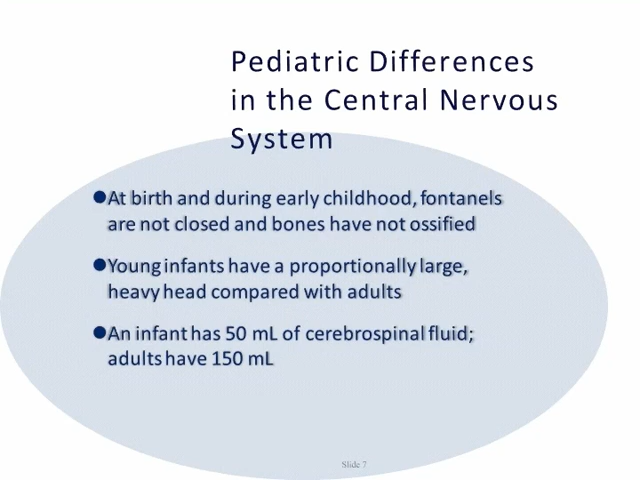 Pediatric Differences
in the Central Nervous
System
●At birth and during early childhood, fontanels
are not closed and bones have not ossified
●Young infants have a proportionally large,
heavy head compared with adults
●An infant has 50 mL of cerebrospinal fluid;
adults have 150 mL
Slide 7